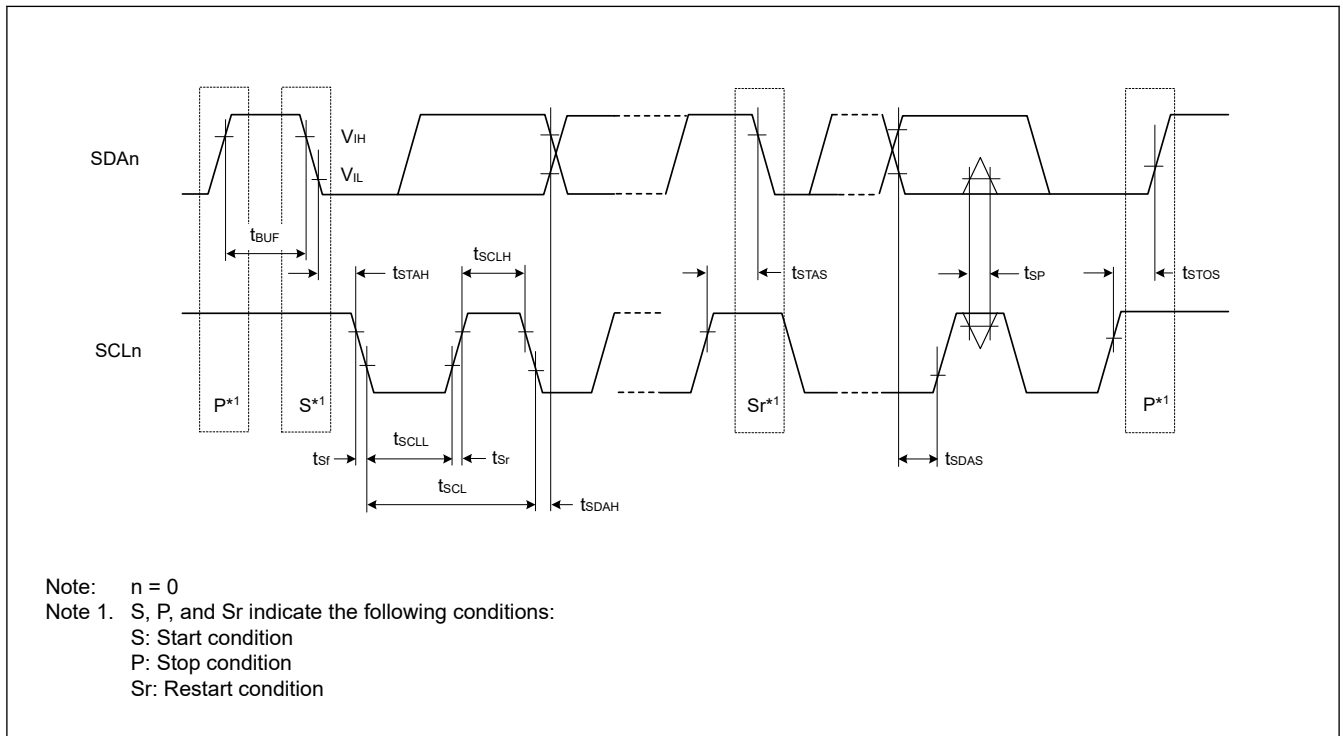 SDAn
VIH
VIL
tBUF
tSTAH
tSCLH
tSTAS
tSP
tSTOS
SCLn
P*1
S*1
Sr*1
P*1
tSf
tSCLL
tSr
tSCL
tSDAH
tSDAS
Note: n = 0
Note 1. S, P, and Sr indicate the following conditions:
S: Start condition
P: Stop condition
Sr: Restart condition